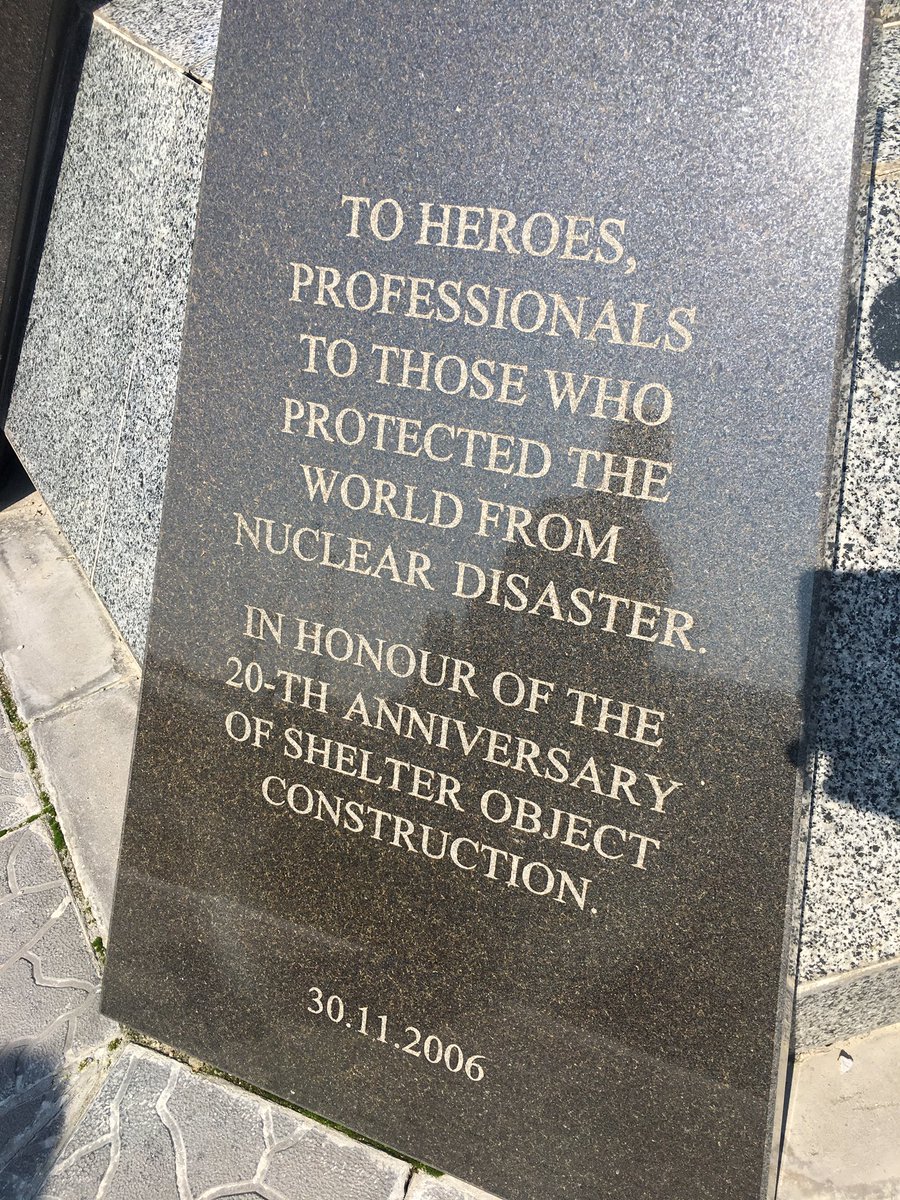 TO HEROES,
PROFESSIONALS
TO THOSE WHO
PROTECTED THE
WORLD FROM
NUCLEAR DISASTER.
IN HONOUR OF THE
20-TH ANNIVERSARY
OF SHELTER OBJECT
CONSTRUCTION.
30.11.2006